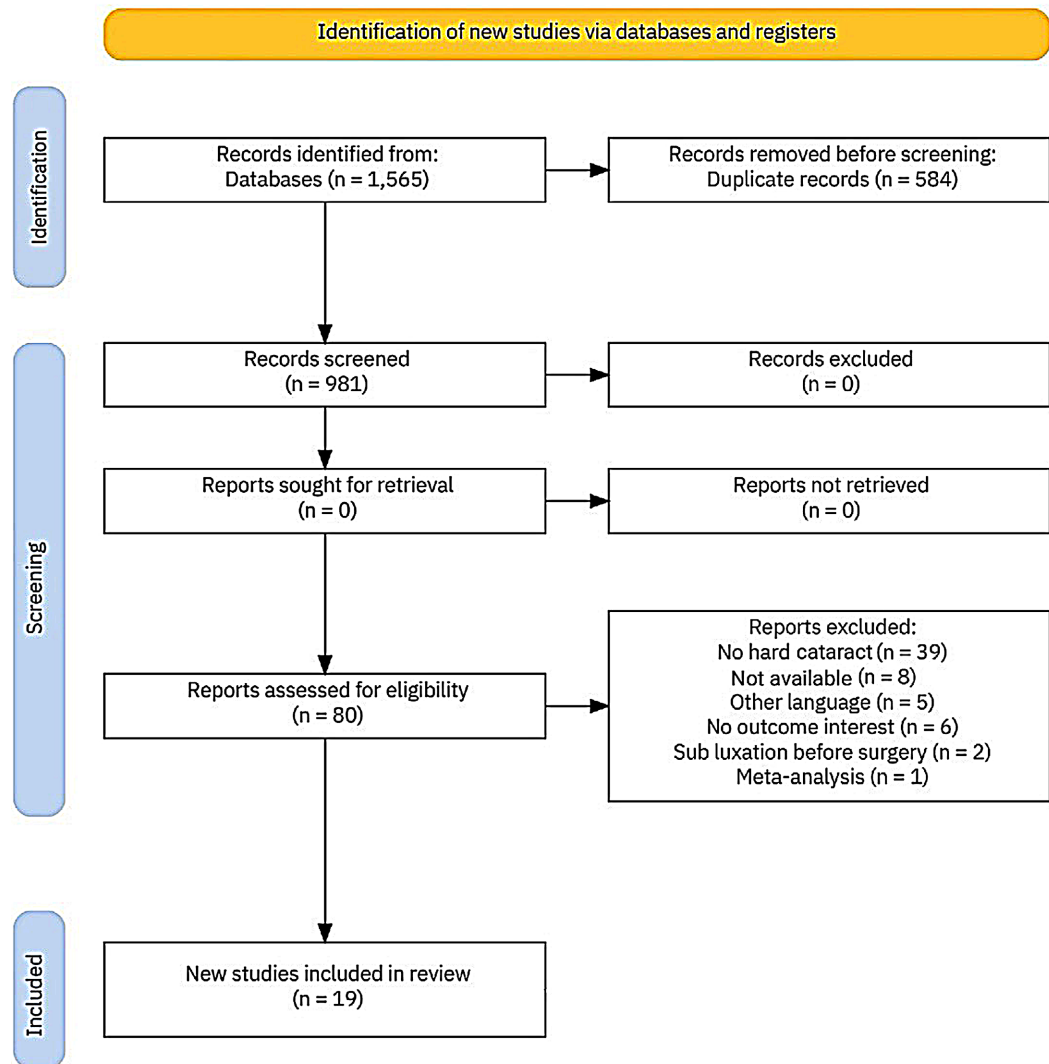 Identification of new studies via databases and registers
Identification
Records identified from:
Databases (n = 1,565)
Records removed before screening:
Duplicate records (n = 584)
Screening
Records screened
(n = 981)
Records excluded
(n = 0)
Reports sought for retrieval
(n = 0)
Reports not retrieved
(n = 0)
Reports assessed for eligibility
(n = 80)
Reports excluded:
No hard cataract (n = 39)
Not available (n = 8)
Other language (n = 5)
No outcome interest (n = 6)
Sub luxation before surgery (n = 2)
Meta-analysis (n = 1)
Included
New studies included in review
(n = 19)